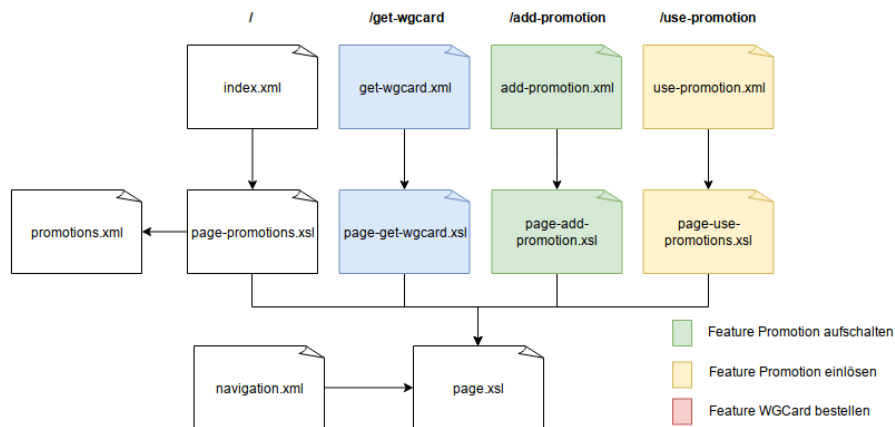 /
/get-wgcard
/add-promotion
/use-promotion
index.xml
get-wgcard.xml
add-promotion.xml
use-promotion.xml
promotions.xml
page-promotions.xsl
page-get-wgcard.xsl
page-add-
promotion.xsl
page-use-
promotions.xsl
navigation.xml
page.xsl
Feature Promotion aufschalten
Feature Promotion einlösen
Feature WGCard bestellen